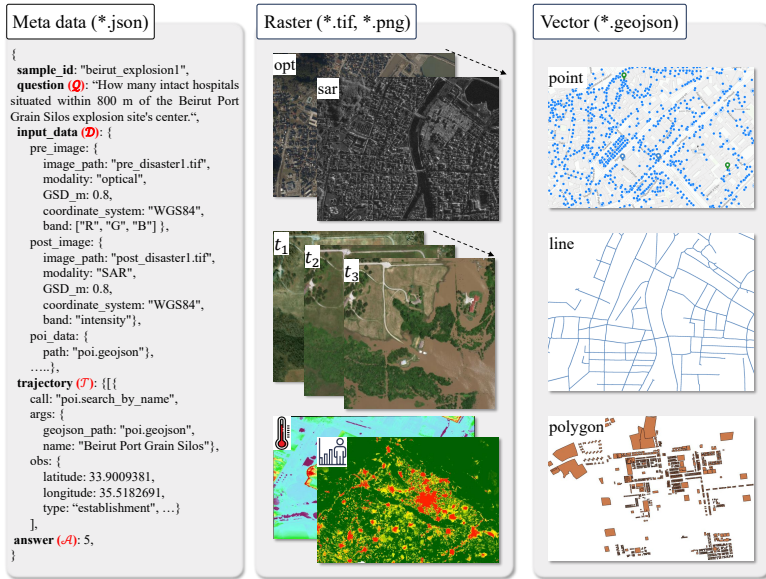 Meta data (*.json)
{
sample_id: "beirut_explosion1",
question (Q): “How many intact hospitals
situated within 800 m of the Beirut Port
Grain Silos explosion site's center.“,
input_data (D): {
pre_image: {
image_path: "pre_disaster1.tif",
modality: "optical",
GSD_m: 0.8,
coordinate_system: "WGS84",
band: ["R", "G", "B"] },
post_image: {
image_path: "post_disaster1.tif",
modality: "SAR",
GSD_m: 0.8,
coordinate_system: "WGS84",
band: "intensity"},
poi_data: {
path: "poi.geojson"},
…..},
trajectory (T): {[{
call: "poi.search_by_name",
args: {
geojson_path: "poi.geojson",
name: "Beirut Port Grain Silos"},
obs: {
latitude: 33.9009381,
longitude: 35.5182691,
type: “establishment", …}
],
answer (A): 5,
}
Raster (*.tif, *.png)
opt
sar
t1
t2
t3
Vector (*.geojson)
point
line
polygon